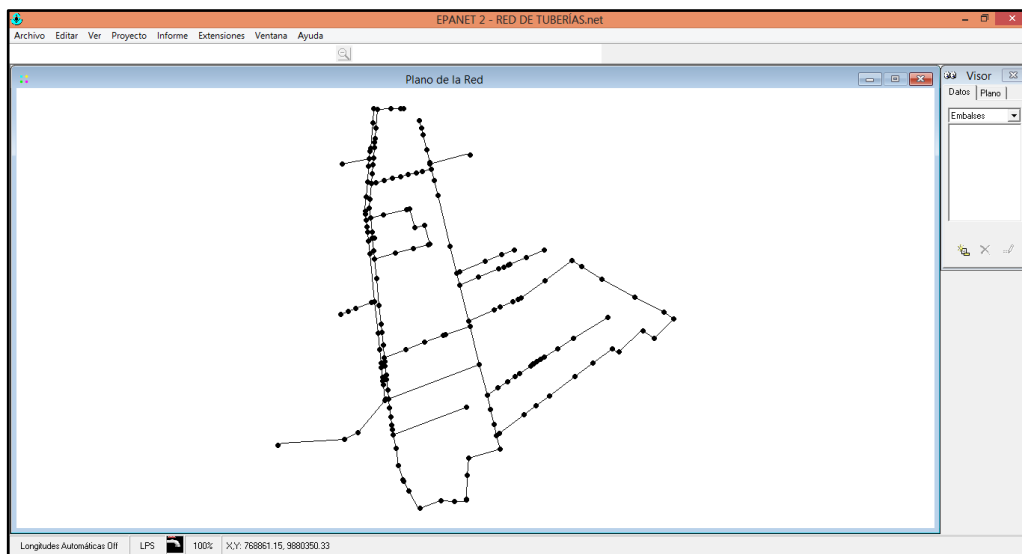 EPANET 2 - RED DE TUBERÍAS.net
Archivo Editar Ver Proyecto Informe Extensiones Ventana Ayuda
Plano de la Red
Visor
Datos Plano
Embalses
Longitudes Automáticas Off LPS 100% X,Y: 768861.15, 9880350.33